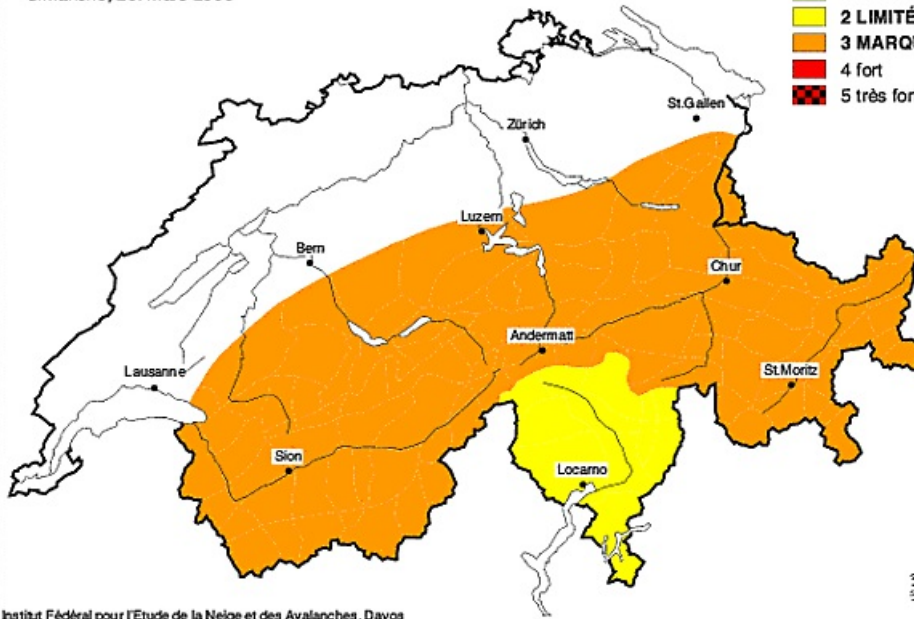 2 LIMITÉ
3 MARQU
4 fort
5 très for
St.Gallen
Zürich
Luzern
Bern
Chur
Andermatt
Lausanne
St.Moritz
Sion
Locarno
Institut Fédéral pour l'Etude de la Neige et des Avalanches, Davos